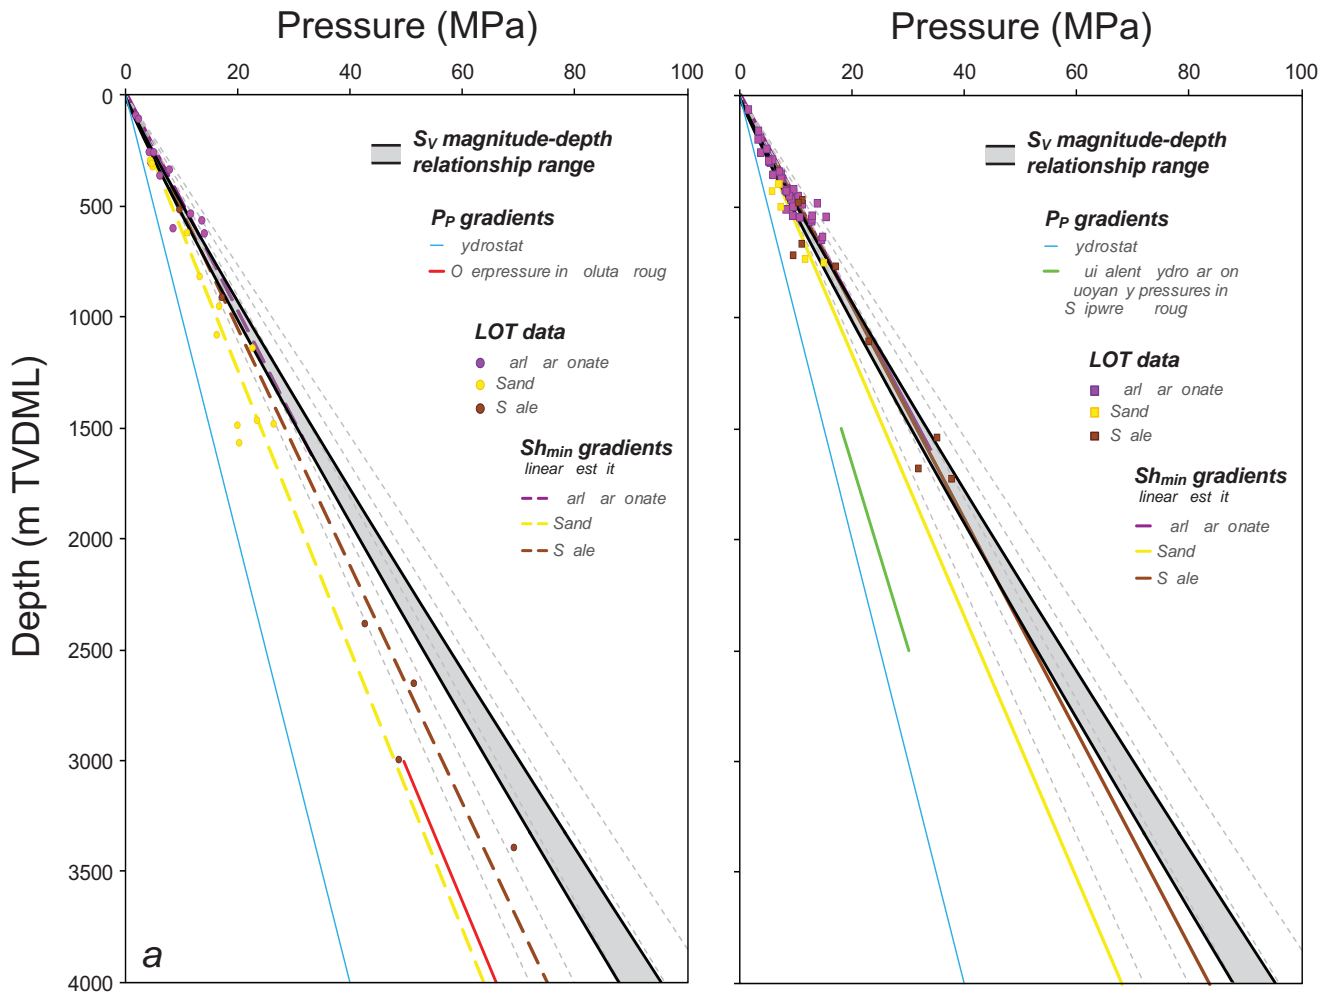 Pressure (MPa)
0 20 40 60 80 100
Depth (m TVDML)
0
500
1000
1500
2000
2500
3000
3500
4000
SV magnitude-depth
relationship range
PP gradients
ydrostat
O erpressure in oluta roug
LOT data
arl ar onate
Sand
S ale
Shmin gradients
linear est it
arl ar onate
Sand
S ale
a
Pressure (MPa)
0 20 40 60 80 100
SV magnitude-depth
relationship range
PP gradients
ydrostat
ui alent ydro ar on
uoyan y pressures in
S ipwre roug
LOT data
arl ar onate
Sand
S ale
Shmin gradients
linear est it
arl ar onate
Sand
S ale